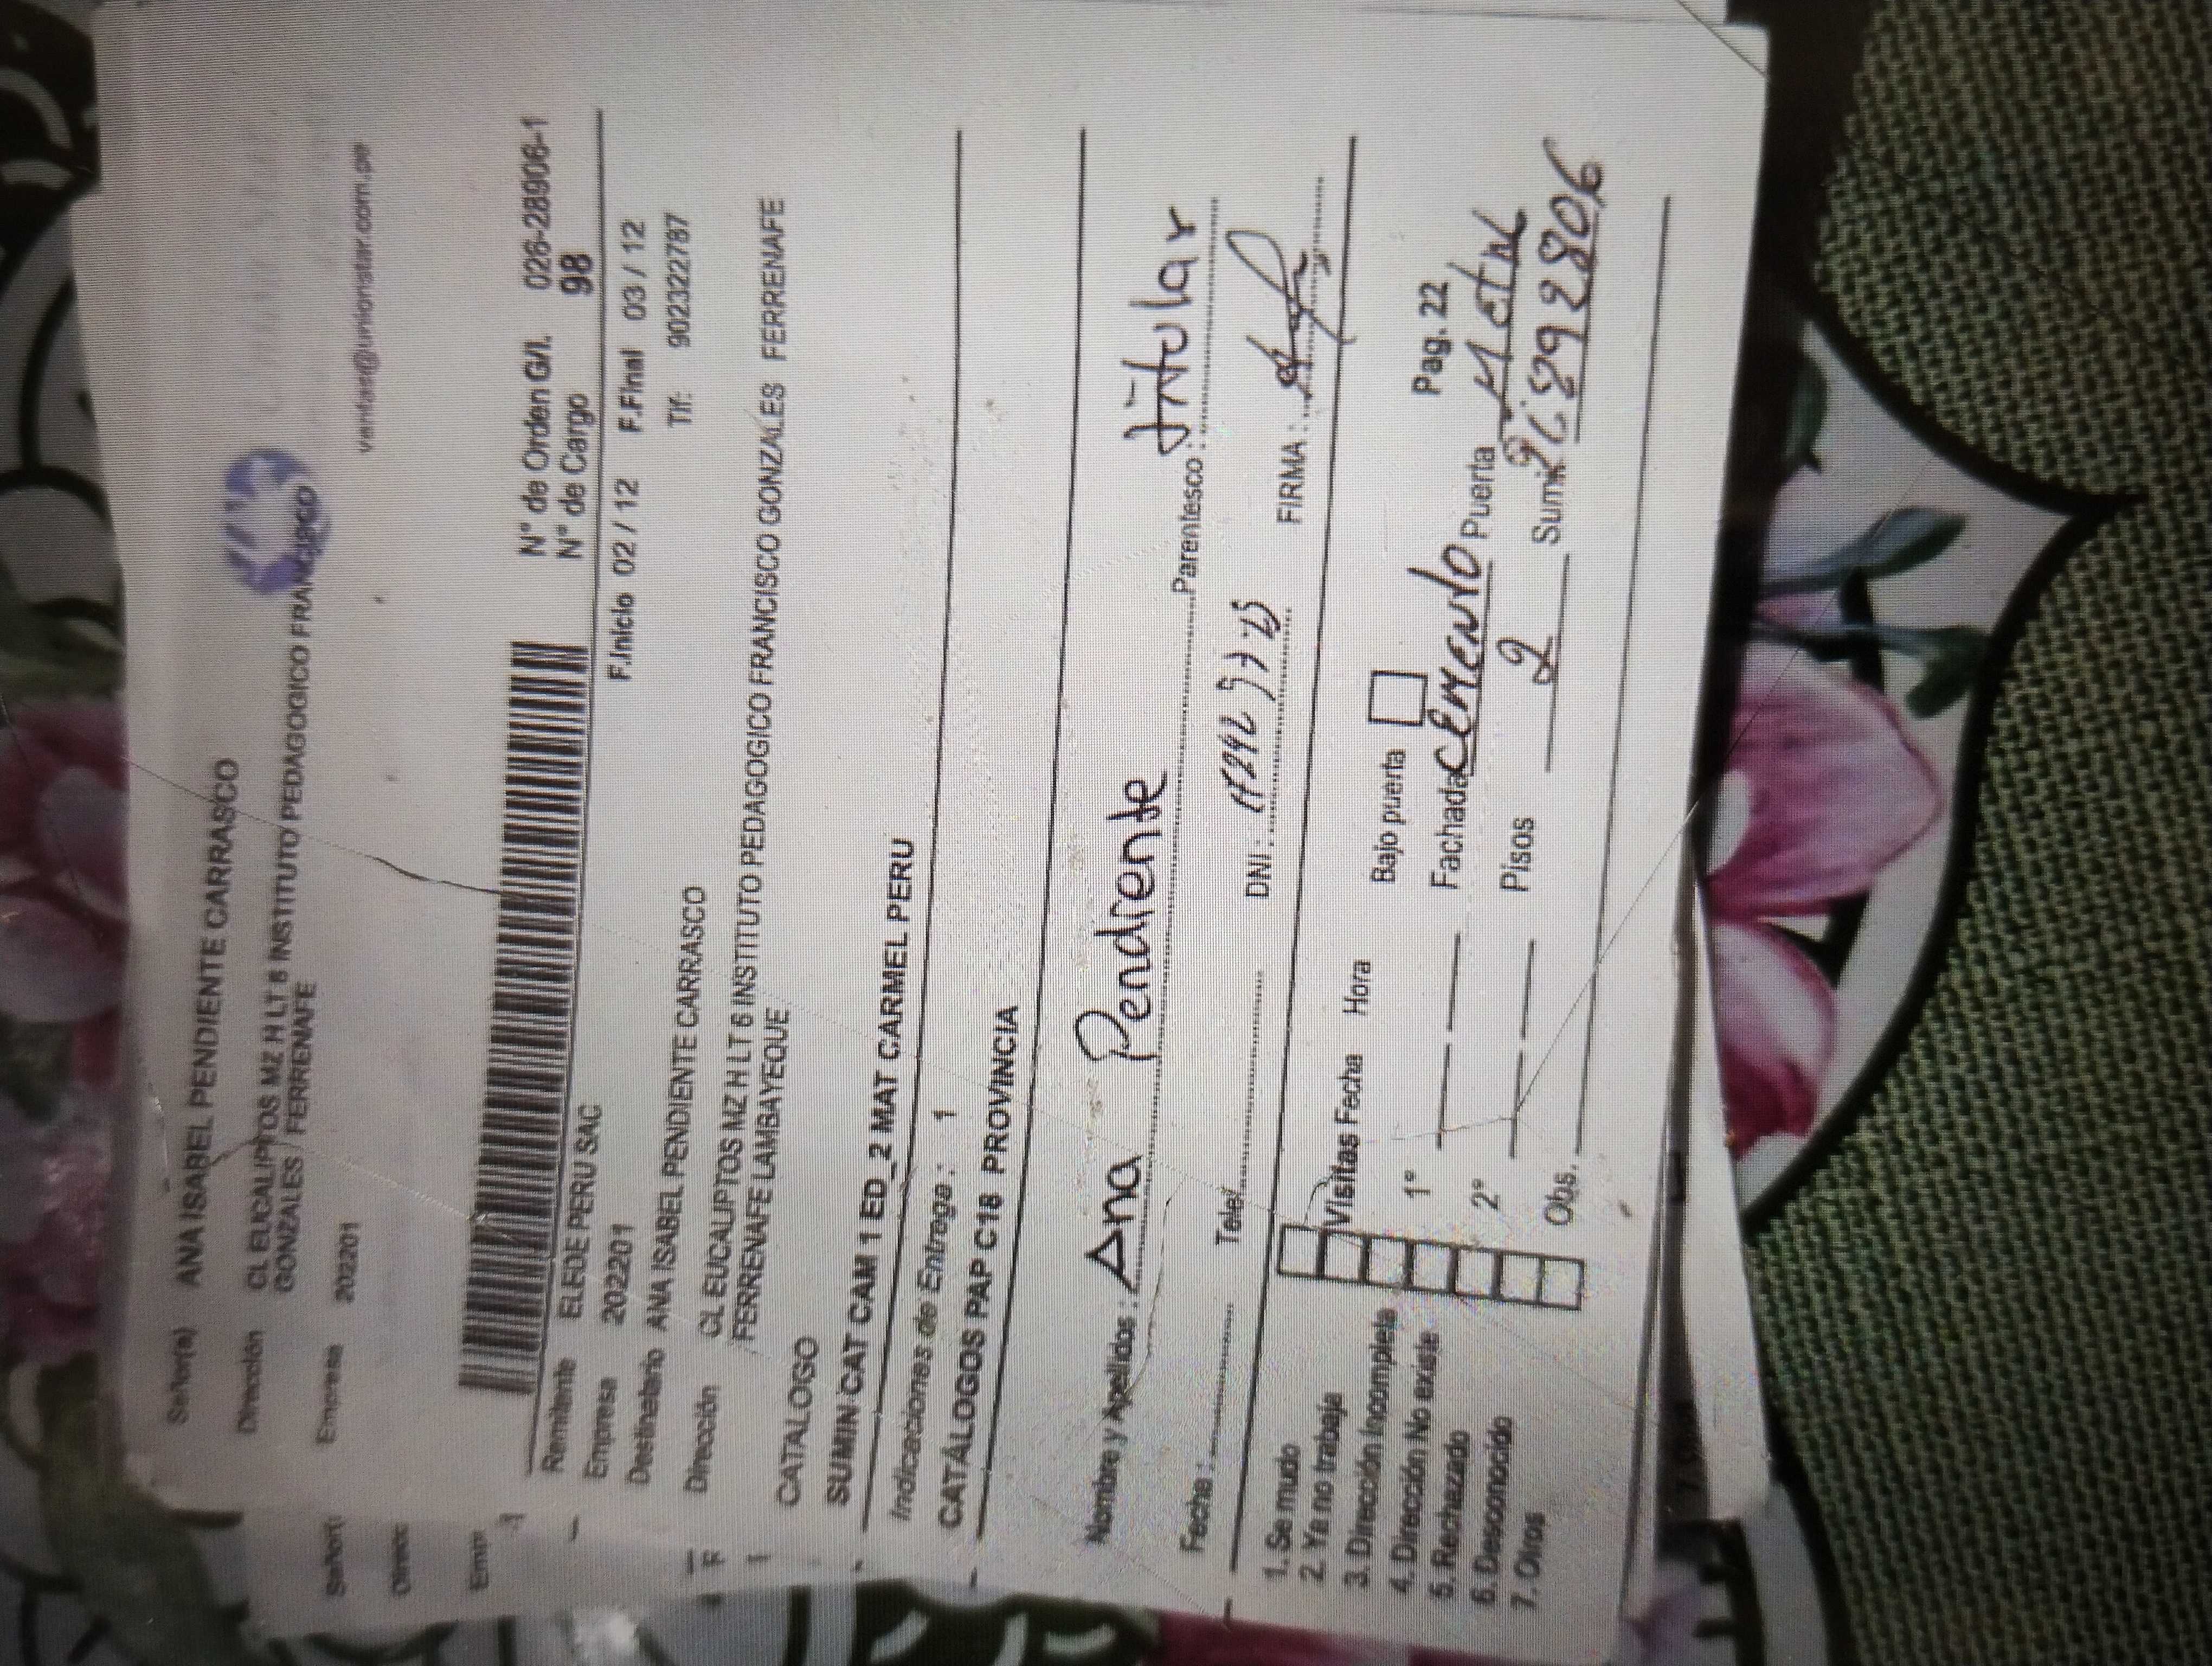 Señor(a) ANA ISABEL PENDIENTE CARRASCO
Dirección CL EUCALIPTOS MZ H LT 6 INSTITUTO PEDAGOGICO FRANCISCO
GONZALES / FERREÑAFE
Empresa 202201
ventas@unionstar.com.pe
N° de Orden G/I. 026-28906-1
N° de Cargo 98
Remitente ELEDE PERU SAC
Empresa 202201
F.Inicio 02 / 12 F.Final 03 / 12
Destinetario ANA ISABEL PENDIENTE CARRASCO
Tlf: 902322787
Dirección CL EUCALIPTOS MZ H LT 6 INSTITUTO PEDAGOGICO FRANCISCO GONZALES FERRENAFE
FERRENAFE LAMBAYEQUE
CATALOGO
SUMIN CAT CAM 1 ED_2 MAT CARMEL PERU
Indicaciones de Entrega : 1
CATÁLOGOS PAP C18 PROVINCIA
Nombre y Apellidos : Ana Pendiente Parentesco : titular
Fecha : Telef DNI : FIRMA :
1. Se mudo
2. Ya no trabaja
3. Dirección Incompleta
4. Dirección No existe
5. Rechazado
6. Desconocido
7. Otros
Visitas Fecha Hora
1°
2°
Obs.
Bajo puerta
Pag. 22
Fachada cemento Puerta Metal
Pisos 2 Sumi
Señor(
Direc
Emp